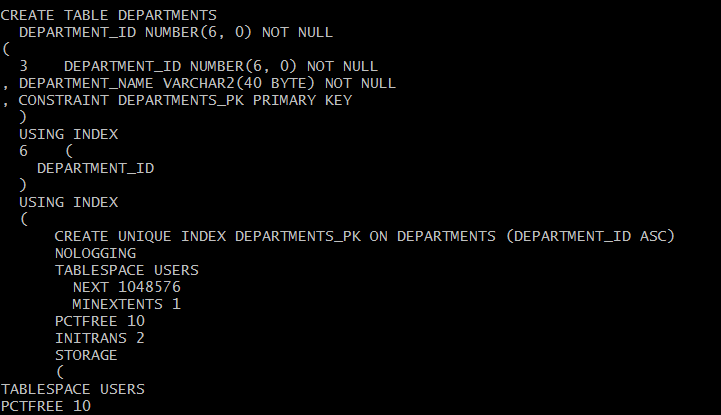 CREATE TABLE DEPARTMENTS
  DEPARTMENT_ID NUMBER(6, 0) NOT NULL
(
  3    DEPARTMENT_ID NUMBER(6, 0) NOT NULL
, DEPARTMENT_NAME VARCHAR2(40 BYTE) NOT NULL
, CONSTRAINT DEPARTMENTS_PK PRIMARY KEY
  )
  USING INDEX
  6    (
    DEPARTMENT_ID
  )
  USING INDEX
  (
      CREATE UNIQUE INDEX DEPARTMENTS_PK ON DEPARTMENTS (DEPARTMENT_ID ASC)
      NOLOGGING
      TABLESPACE USERS
        NEXT 1048576
        MINEXTENTS 1
      PCTFREE 10
      INITRANS 2
      STORAGE
      (
TABLESPACE USERS
PCTFREE 10